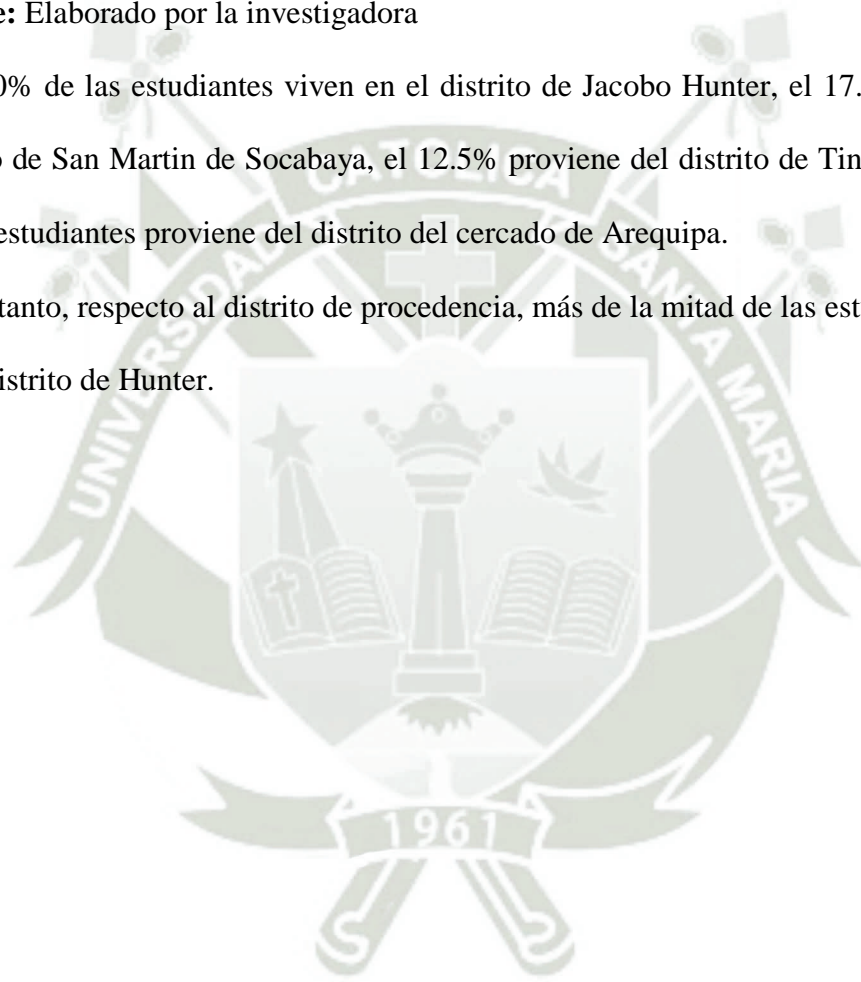 e: Elaborado por la investigadora
0% de las estudiantes viven en el distrito de Jacobo Hunter, el 17.
o de San Martin de Socabaya, el 12.5% proviene del distrito de Tin
estudiantes proviene del distrito del cercado de Arequipa.
tanto, respecto al distrito de procedencia, más de la mitad de las est
istrito de Hunter.
UNIVERSIDAD CATOLICA SANTA MARIA
1961